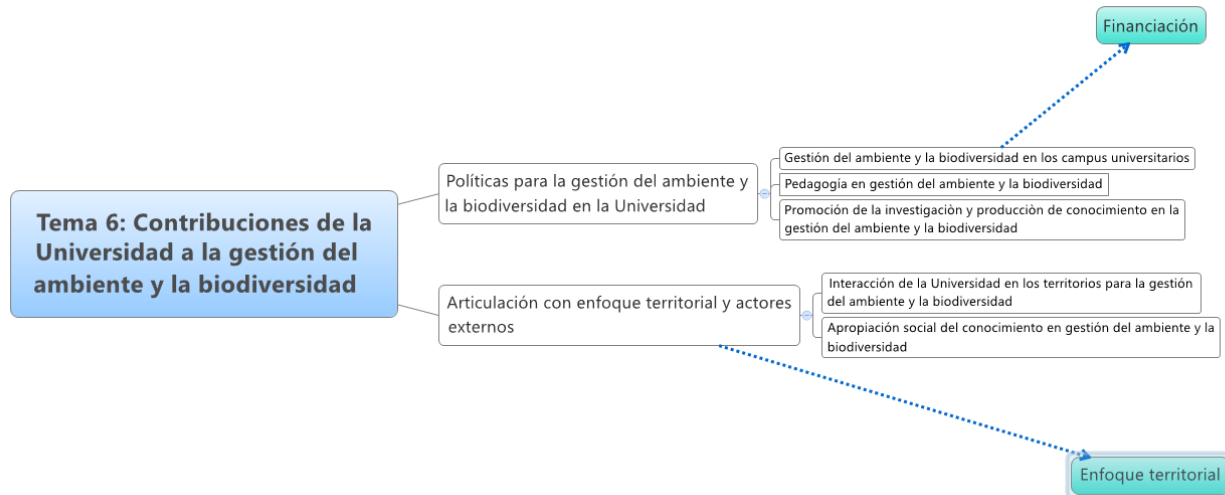 Financiación
Gestión del ambiente y la biodiversidad en los campus universitarios
Políticas para la gestión del ambiente y
la biodiversidad en la Universidad
Pedagogía en gestión del ambiente y la biodiversidad
Promoción de la investigaciòn y producciòn de conocimiento en la
gestión del ambiente y la biodiversidad
Tema 6: Contribuciones de la
Universidad a la gestión del
ambiente y la biodiversidad
Articulación con enfoque territorial y actores
externos
Interacción de la Universidad en los territorios para la gestión
del ambiente y la biodiversidad
Apropiación social del conocimiento en gestión del ambiente y la
biodiversidad
Enfoque territorial